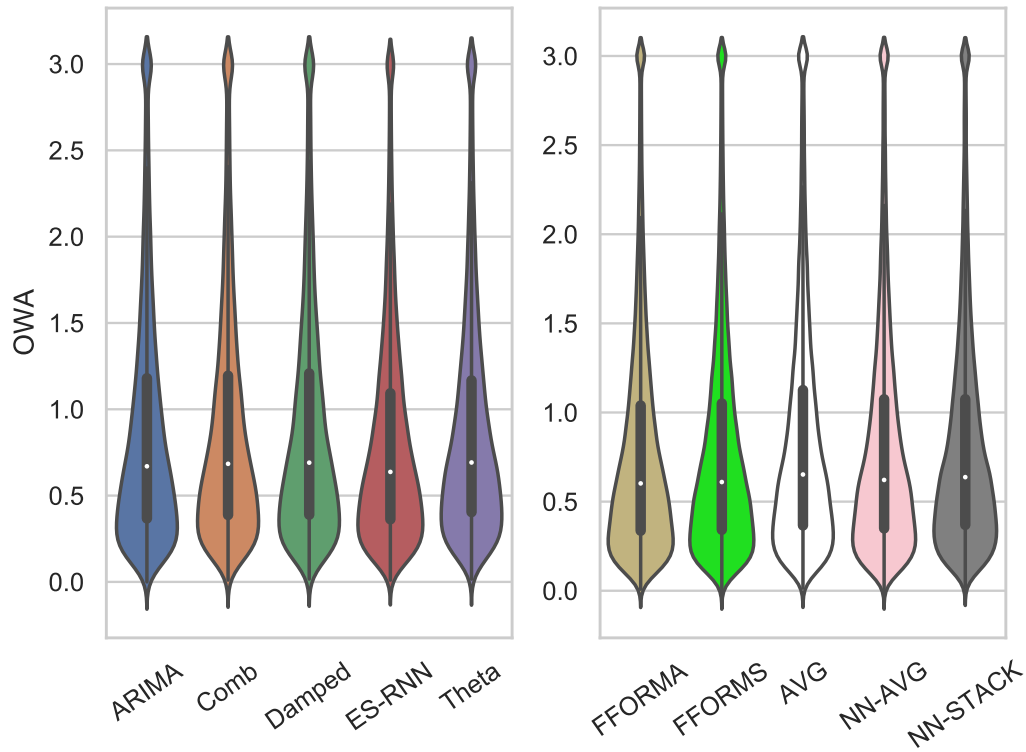 OWA
3.0
2.5
2.0
1.5
1.0
0.5
0.0
ARIMA
Comb
Damped
ES-RNN
Theta
3.0
2.5
2.0
1.5
1.0
0.5
0.0
FFORMA
FFORMS
AVG
NN-AVG
NN-STACK